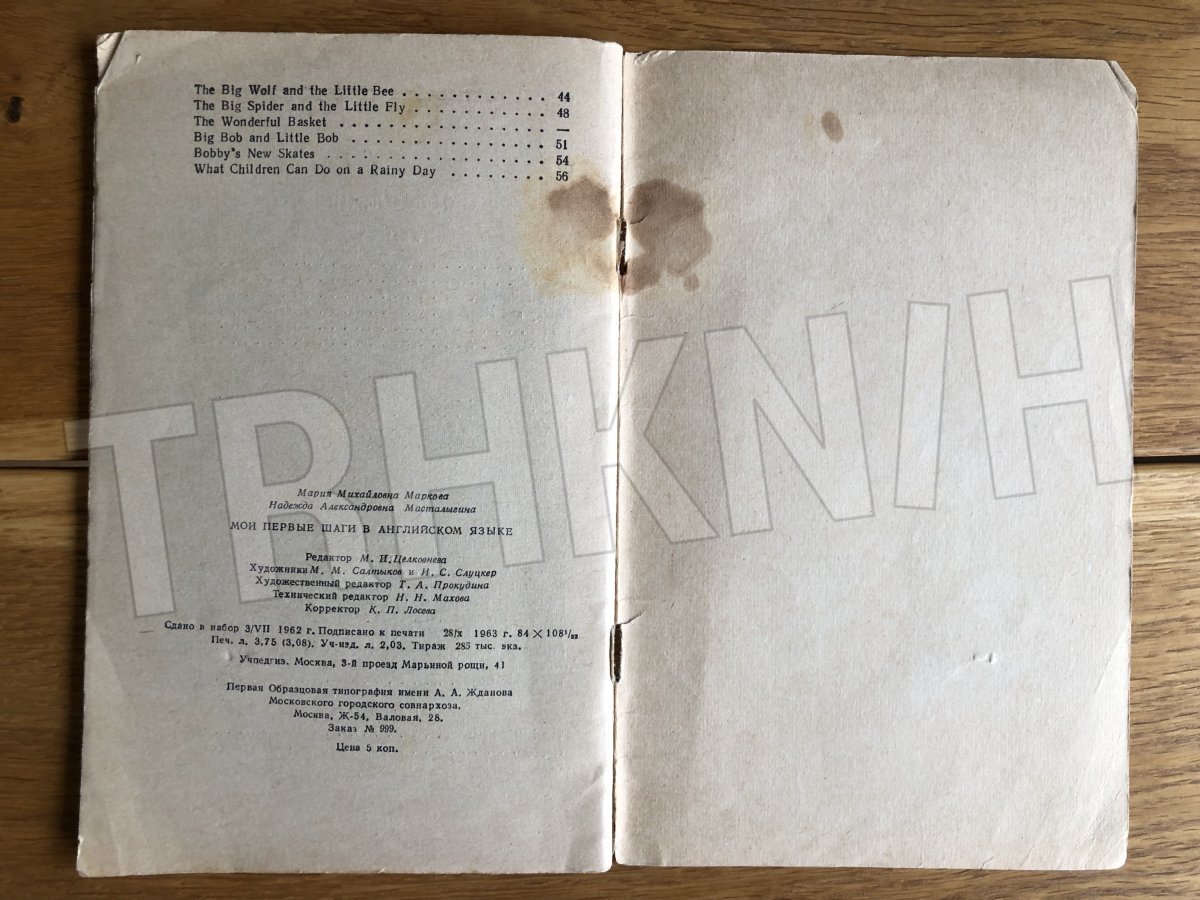 The Big Wolf and the Little Bee . . . . . . . . . . . . 44
The Big Spider and the Little Fly . . . . . . . . . . . 48
The Wonderful Basket . . . . . . . . . . . . . . . . —
Big Bob and Little Bob . . . . . . . . . . . . . . . 51
Bobby's New Skates . . . . . . . . . . . . . . . . . 54
What Children Can Do on a Rainy Day . . . . . . . . 56
TRHKNIH
Мария Михайловна Маркова
Надежда Александровна Масталыгина
МОИ ПЕРВЫЕ ШАГИ В АНГЛИЙСКОМ ЯЗЫКЕ
Редактор М. И. Целковнева
Художники М. М. Салтыков и И. С. Слуцкер
Художественный редактор Т. А. Прокудина
Технический редактор Н. Н. Махова
Корректор К. П. Лосева
Сдано в набор 3/VII 1962 г. Подписано к печати 28/X 1963 г. 84 × 108¹/₃₂
Печ. л. 3,75 (3,08). Уч-изд. л. 2,03. Тираж 285 тыс. экз.
Учпедгиз. Москва, 3-й проезд Марьиной рощи, 41
Первая Образцовая типография имени А. А. Жданова
Московского городского совнархоза.
Москва, Ж-54, Валовая, 28.
Заказ № 999.
Цена 5 коп.